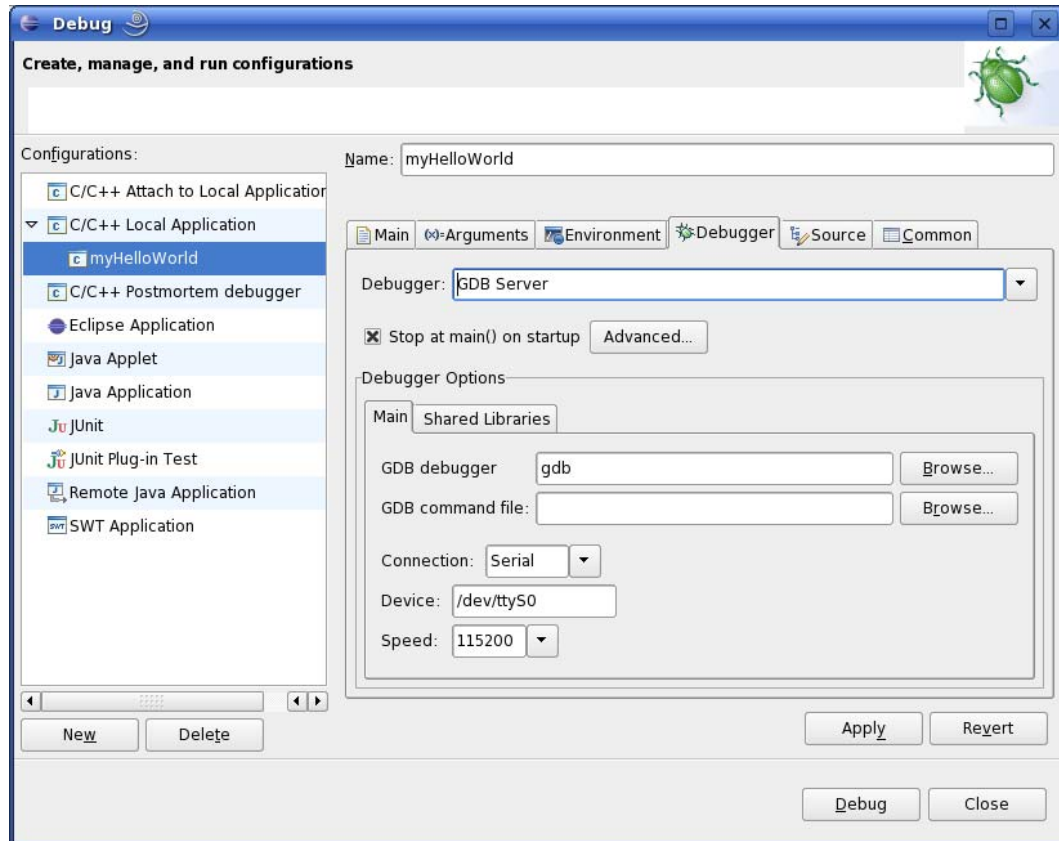 Debug
Create, manage, and run configurations
Configurations:
C/C++ Attach to Local Application
C/C++ Local Application
myHelloWorld
C/C++ Postmortem debugger
Eclipse Application
Java Applet
Java Application
JUnit
JUnit Plug-in Test
Remote Java Application
SWT Application
New Delete
Name: myHelloWorld
Main (x)=Arguments Environment Debugger Source Common
Debugger: GDB Server
Stop at main() on startup Advanced...
Debugger Options
Main Shared Libraries
GDB debugger gdb Browse...
GDB command file: Browse...
Connection: Serial
Device: /dev/ttyS0
Speed: 115200
Apply Revert
Debug Close